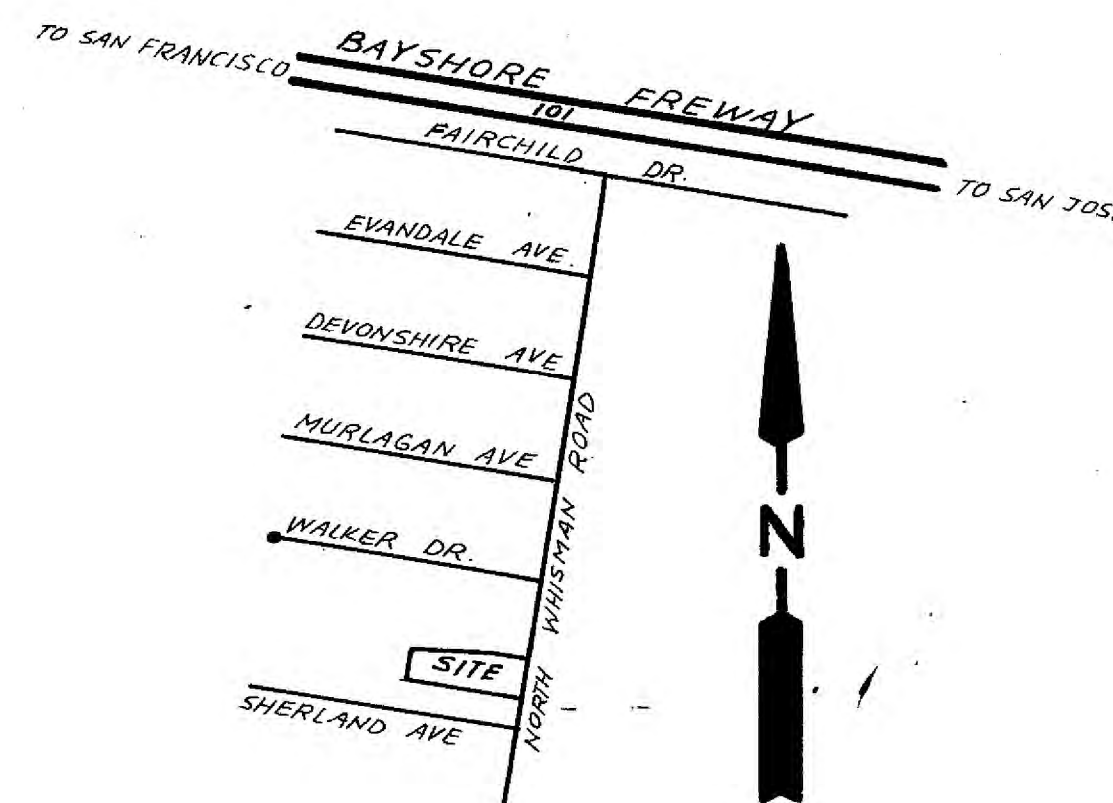 TO SAN FRANCISCO
BAYSHORE FREWAY
101
TO SAN JOS
FAIRCHILD DR.
EVANDALE AVE.
DEVONSHIRE AVE
MURLAGAN AVE
WALKER DR.
NORTH WHISMAN ROAD
N
SITE
SHERLAND AVE